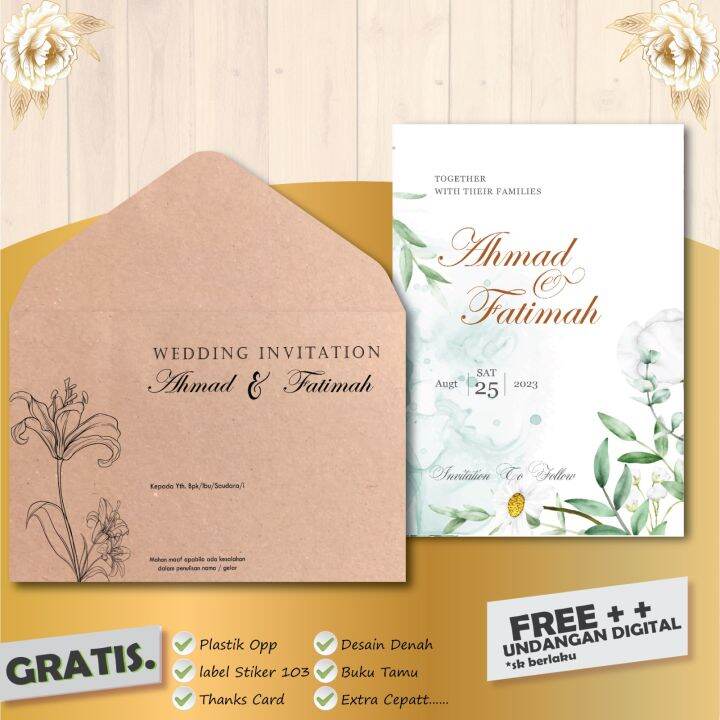 TOGETHER
WITH THEIR FAMILIES
Ahmad
&
Fatimah
Augt | SAT 25 | 2023
Invitation To Follow
WEDDING INVITATION
Ahmad & Fatimah
Kepada Yth. Bpk/Ibu/Saudara/i
Mohon maaf apabila ada kesalahan
dalam penulisan nama / gelar
GRATIS.
Plastik Opp
label Stiker 103
Thanks Card
Desain Denah
Buku Tamu
Extra Cepatt......
FREE + +
UNDANGAN DIGITAL
*sk berlaku